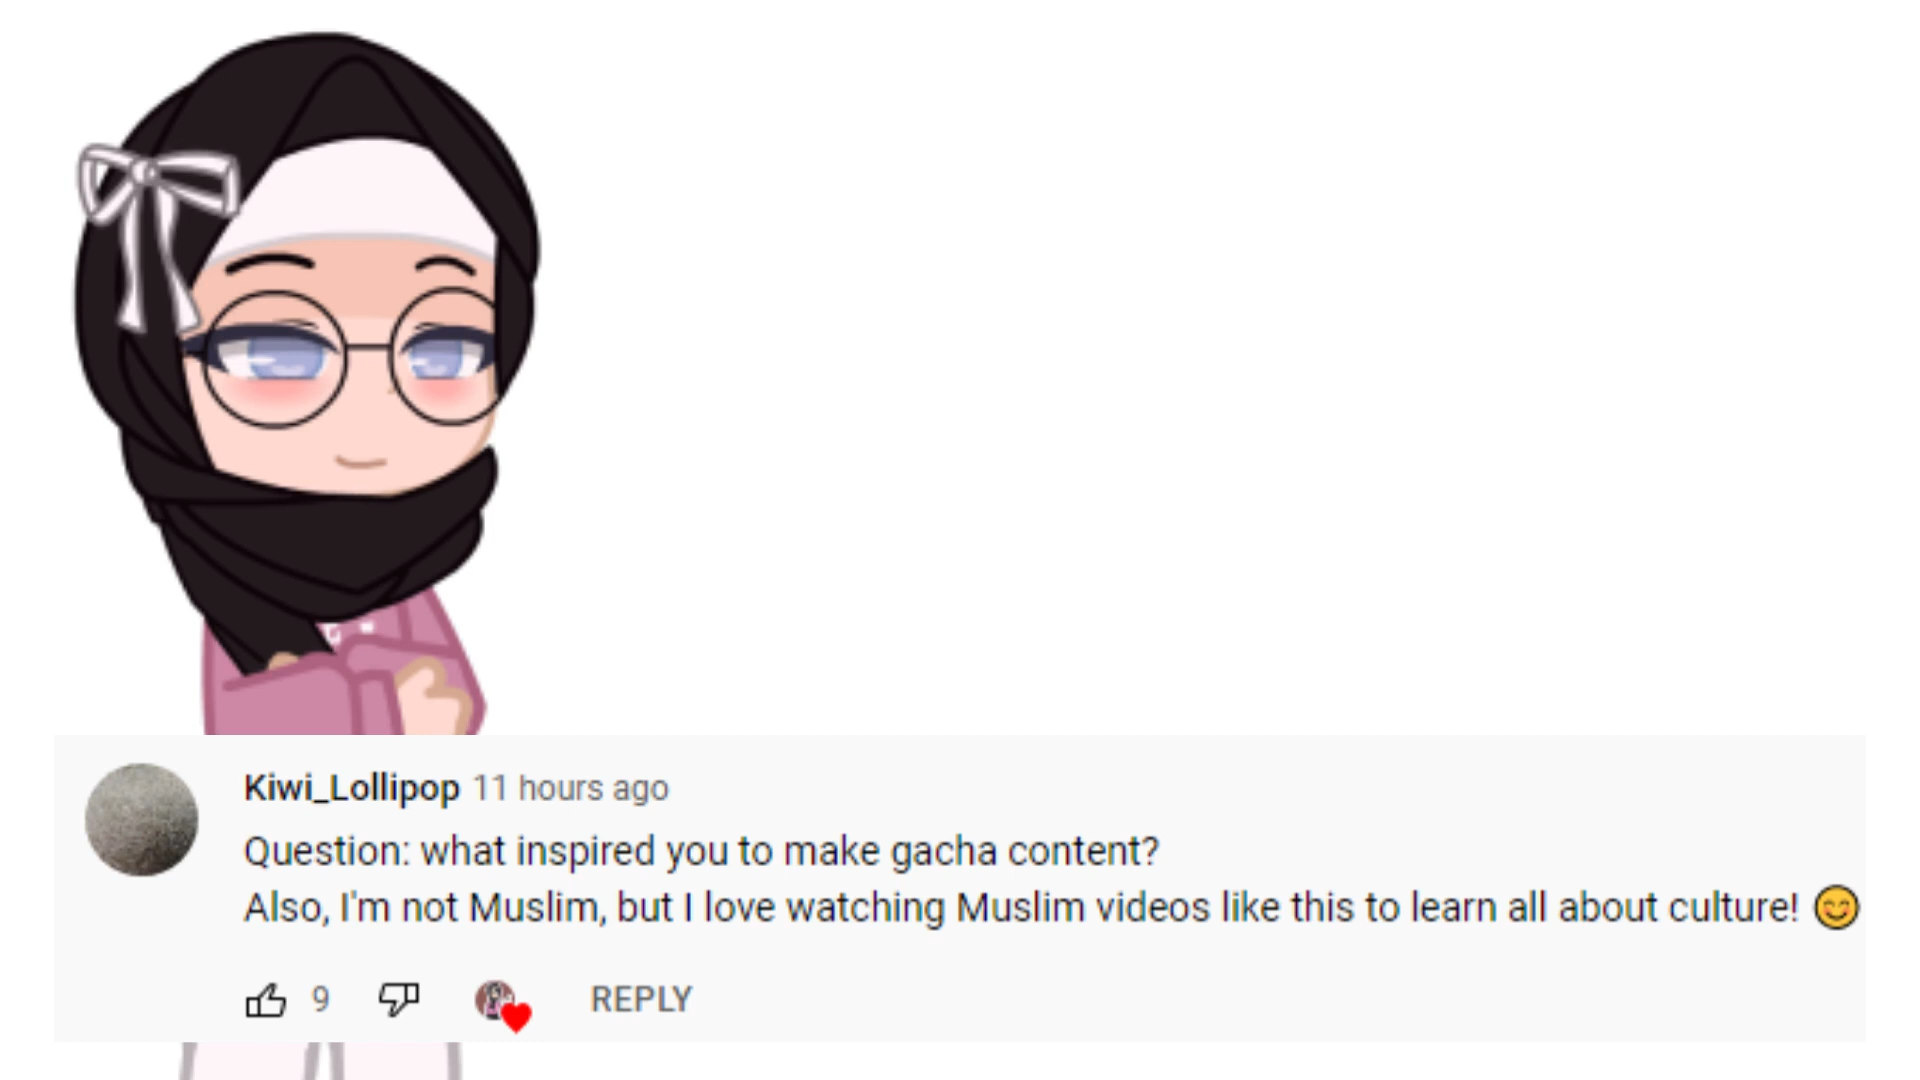 Kiwi_Lollipop 11 hours ago
Question: what inspired you to make gacha content?
Also, I'm not Muslim, but I love watching Muslim videos like this to learn all about culture! 😊
9 REPLY